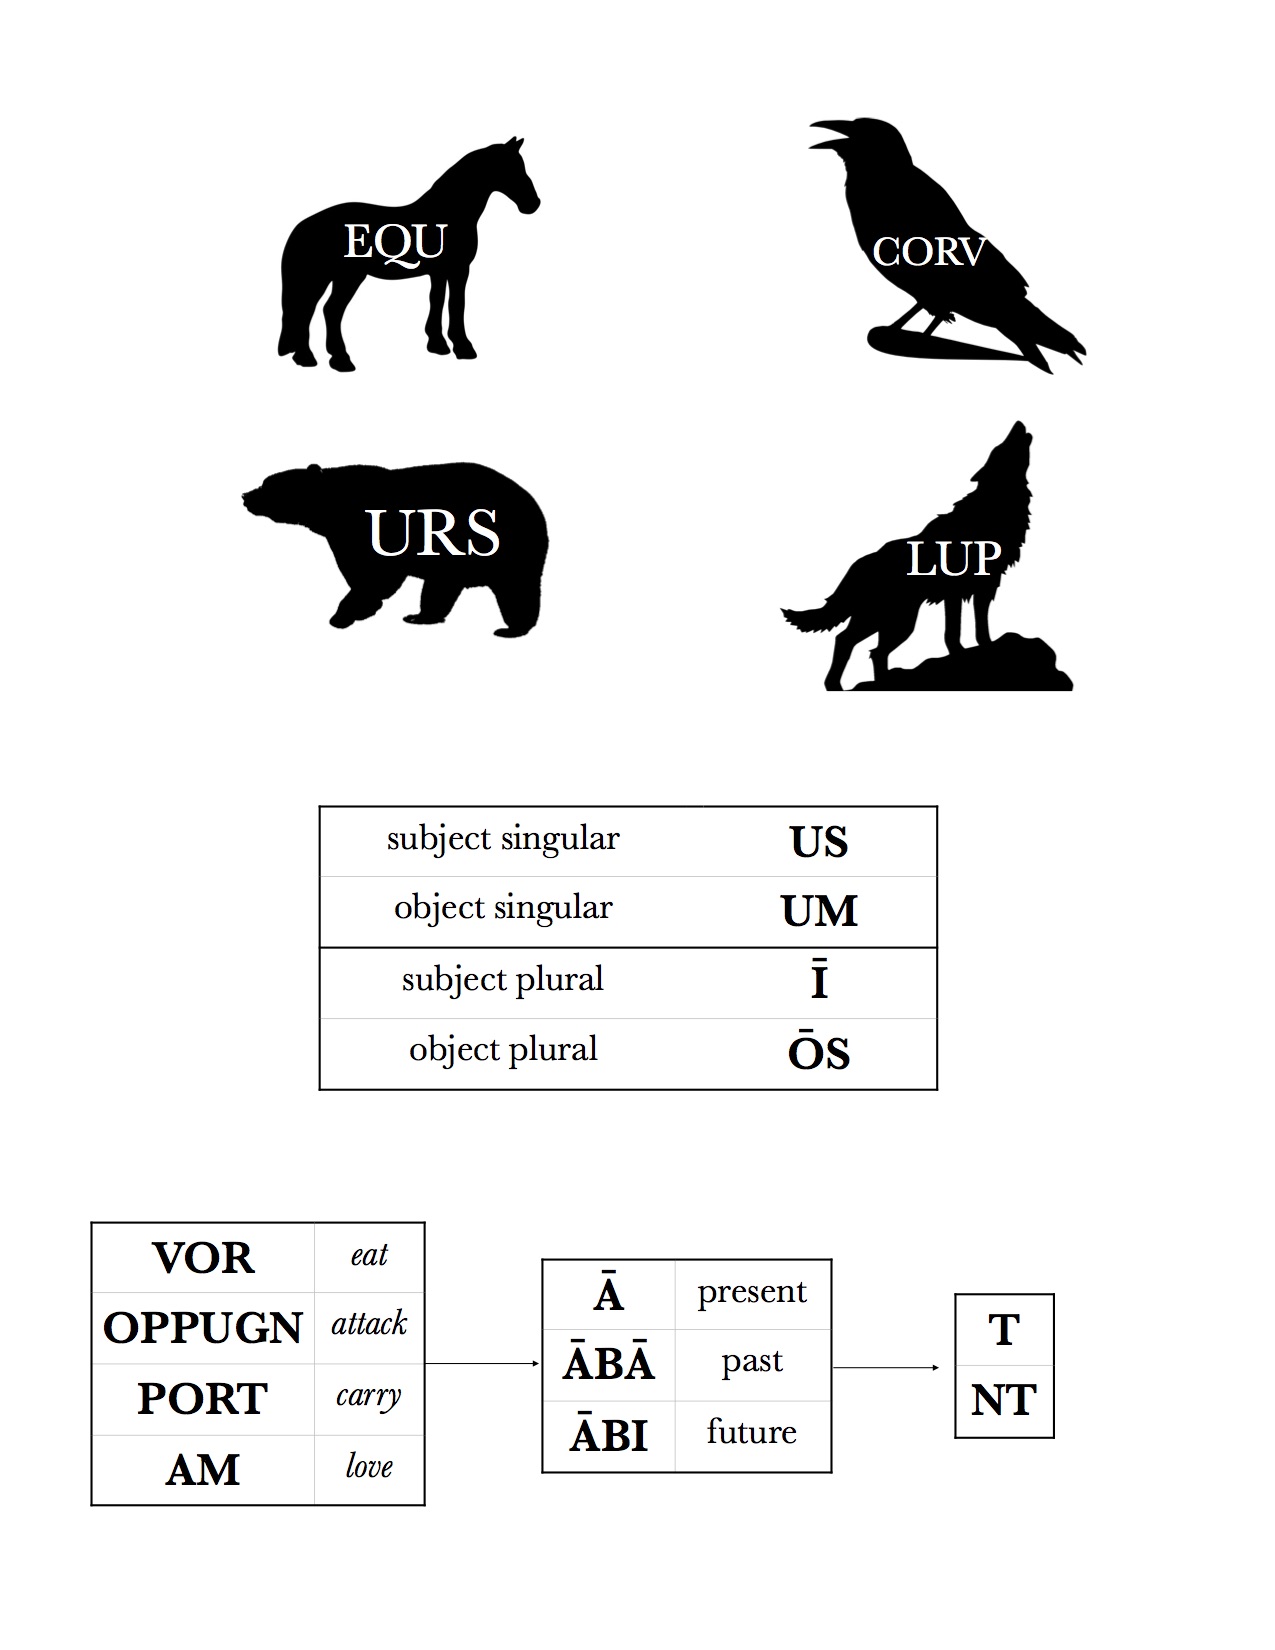 EQU
CORV
URS
LUP
subject singular US
object singular UM
subject plural Ī
object plural ŌS
VOR eat
OPPUGN attack
PORT carry
AM love
Ā present
ĀBĀ past
ĀBI future
T
NT